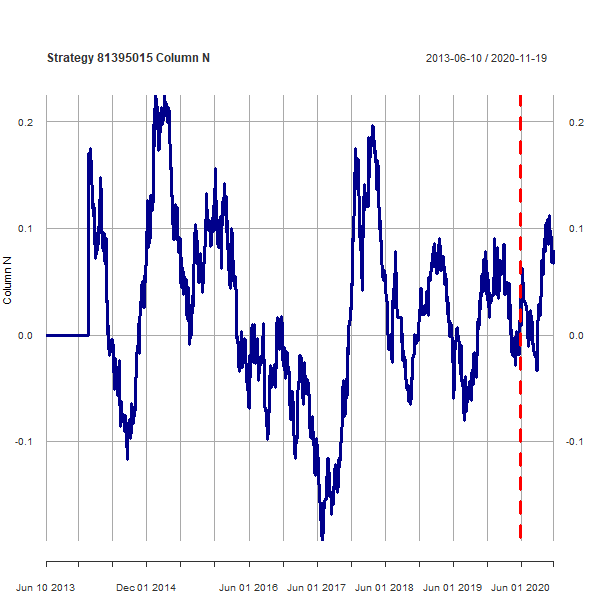 Strategy 81395015 Column N
2013-06-10 / 2020-11-19
0.2
0.2
0.1
0.1
Column N
0.0
0.0
-0.1
-0.1
Jun 10 2013
Dec 01 2014
Jun 01 2016
Jun 01 2017
Jun 01 2018
Jun 01 2019
Jun 01 2020